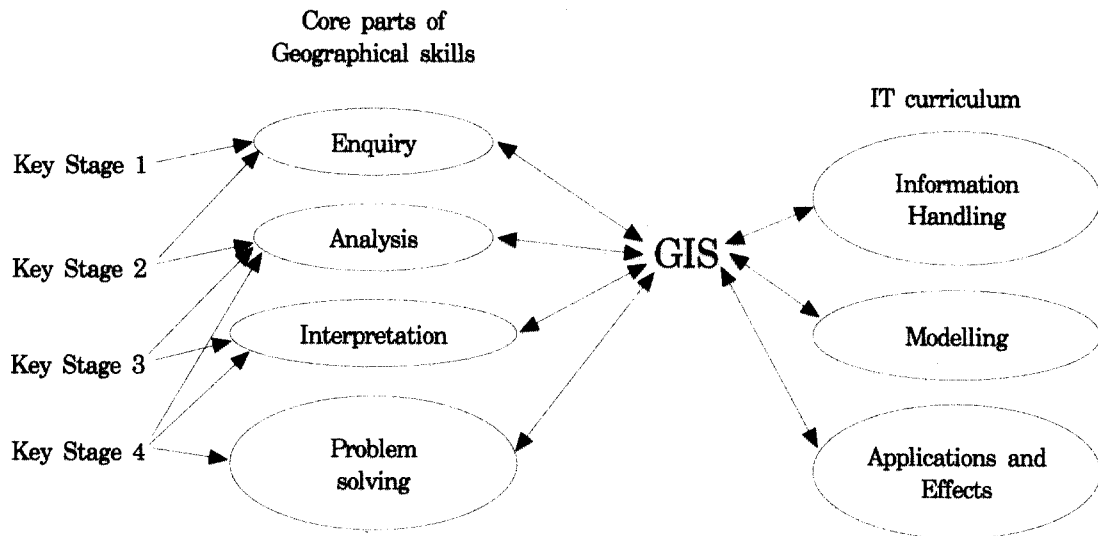 Core parts of
Geographical skills
IT curriculum
Key Stage 1
Key Stage 2
Key Stage 3
Key Stage 4
Enquiry
Analysis
Interpretation
Problem
solving
GIS
Information
Handling
Modelling
Applications and
Effects